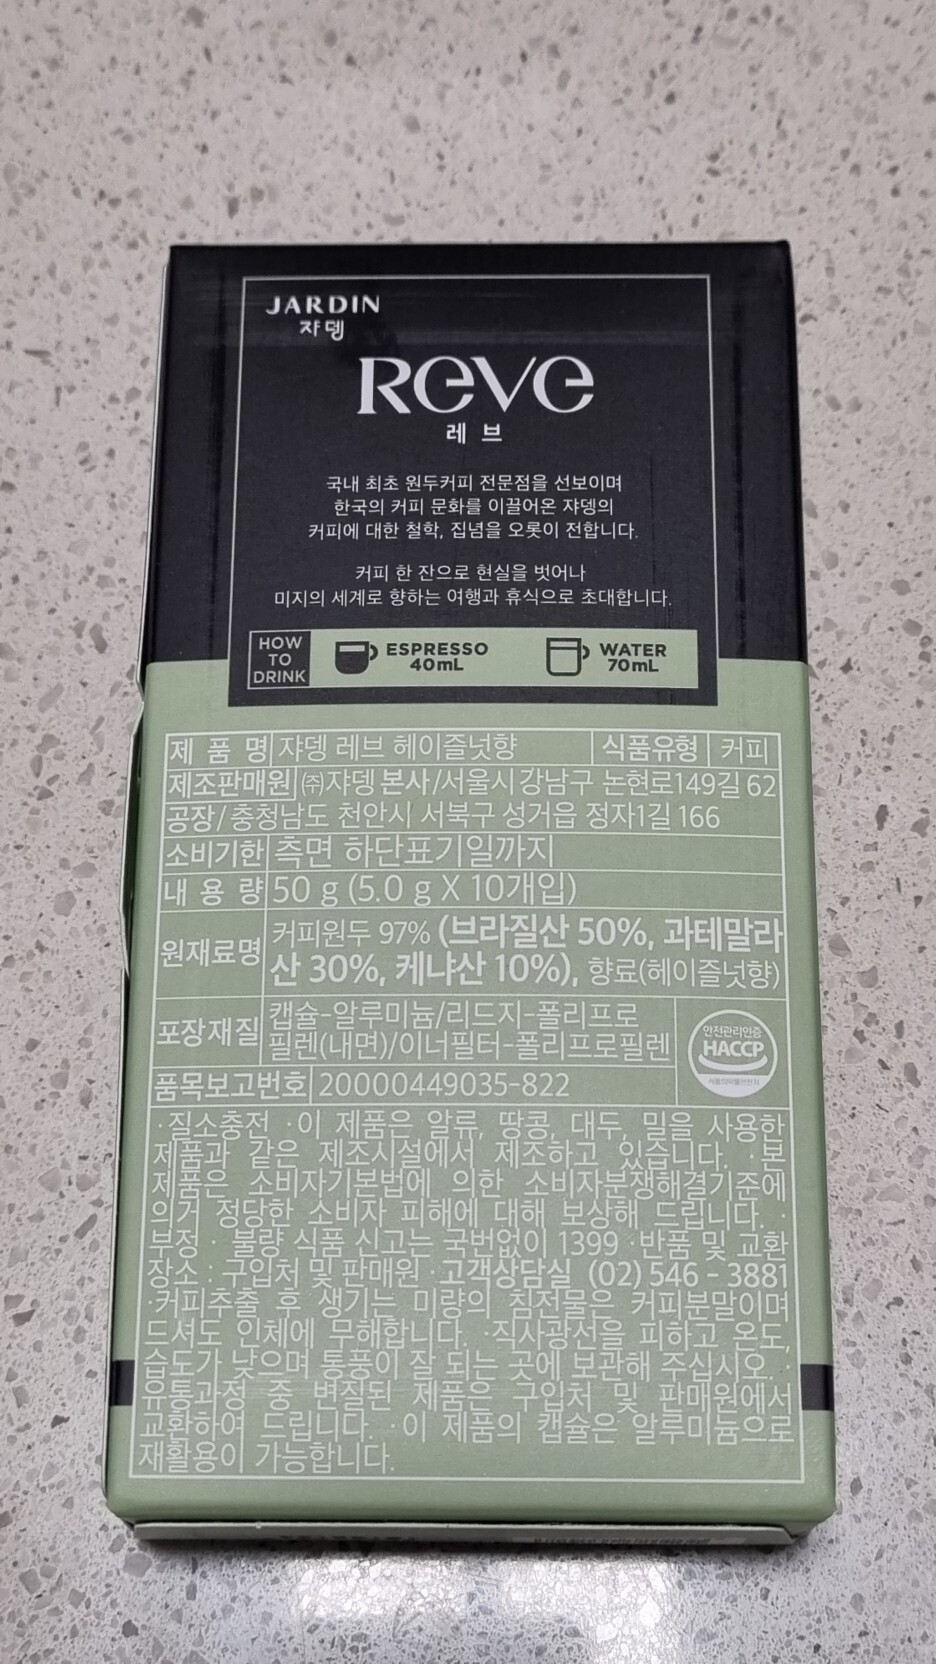 JARDIN
쟈뎅
Reve
레브
국내 최초 원두커피 전문점을 선보이며
한국의 커피 문화를 이끌어온 쟈뎅의
커피에 대한 철학, 집념을 오롯이 전합니다.
커피 한 잔으로 현실을 벗어나
미지의 세계로 향하는 여행과 휴식으로 초대합니다.
HOW
TO
DRINK
ESPRESSO
40mL
WATER
70mL
제 품 명 쟈뎅 레브 헤이즐넛향 식품유형 커피
제조판매원 ㈜쟈뎅 본사/서울시 강남구 논현로149길 62
공장/충청남도 천안시 서북구 성거읍 정자1길 166
소비기한 측면 하단표기일까지
내 용 량 50 g (5.0 g X 10개입)
원재료명 커피원두 97% (브라질산 50%, 과테말라
산 30%, 케냐산 10%), 향료(헤이즐넛향)
포장재질 캡슐-알루미늄/리드지-폴리프로
필렌(내면)/이너필터-폴리프로필렌
안전관리인증
HACCP
품목보고번호 20000449035-822
·질소충전 ·이 제품은 알류, 땅콩, 대두, 밀을 사용한
제품과 같은 제조시설에서 제조하고 있습니다. ·본
제품은 소비자기본법에 의한 소비자분쟁해결기준에
의거 정당한 소비자 피해에 대해 보상해 드립니다. ·
부정 · 불량 식품 신고는 국번없이 1399 ·반품 및 교환
장소 : 구입처 및 판매원 ·고객상담실 (02) 546 - 3881
·커피추출 후 생기는 미량의 침전물은 커피분말이며
드셔도 인체에 무해합니다. ·직사광선을 피하고 온도,
습도가 낮으며 통풍이 잘 되는 곳에 보관해 주십시오. ·
유통과정 중 변질된 제품은 구입처 및 판매원에서
교환하여 드립니다. ·이 제품의 캡슐은 알루미늄으로
재활용이 가능합니다.